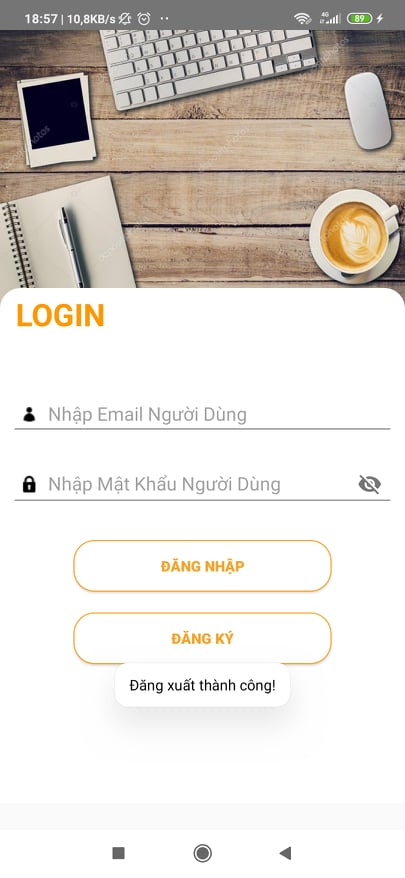 18:57 | 10,8KB/s
4G
89
LOGIN
Nhập Email Người Dùng
Nhập Mật Khẩu Người Dùng
ĐĂNG NHẬP
ĐĂNG KÝ
Đăng xuất thành công!